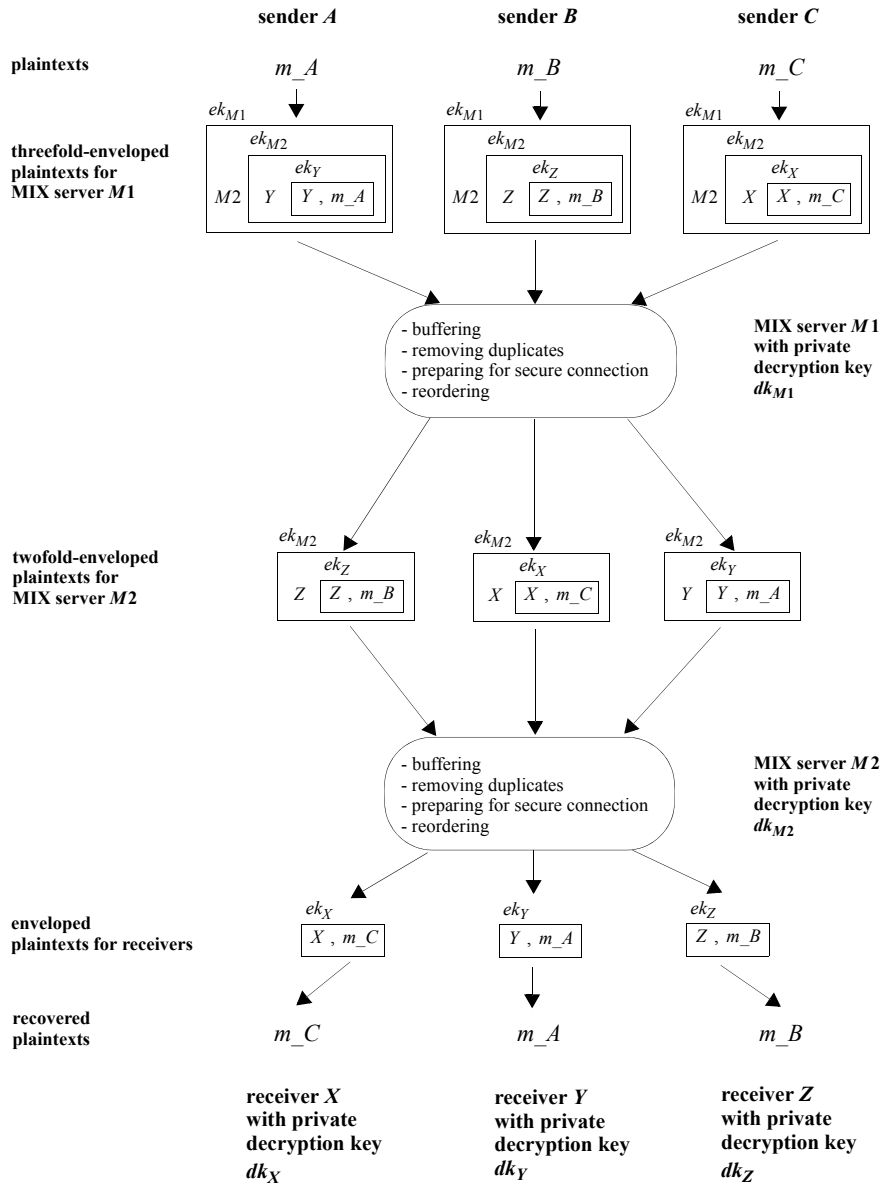 sender A sender B sender C
plaintexts m_A m_B m_C
ek_M1 ek_M1 ek_M1
ek_M2 ek_M2 ek_M2
threefold-enveloped
plaintexts for
MIX server M1
ek_Y ek_Z ek_X
M2 Y Y , m_A M2 Z Z , m_B M2 X X , m_C
- buffering
- removing duplicates
- preparing for secure connection
- reordering
MIX server M1
with private
decryption key
dk_M1
ek_M2 ek_M2 ek_M2
twofold-enveloped
plaintexts for
MIX server M2
ek_Z ek_X ek_Y
Z Z , m_B X X , m_C Y Y , m_A
- buffering
- removing duplicates
- preparing for secure connection
- reordering
MIX server M2
with private
decryption key
dk_M2
enveloped
plaintexts for receivers
ek_X ek_Y ek_Z
X , m_C Y , m_A Z , m_B
recovered
plaintexts
m_C m_A m_B
receiver X
with private
decryption key
dk_X
receiver Y
with private
decryption key
dk_Y
receiver Z
with private
decryption key
dk_Z